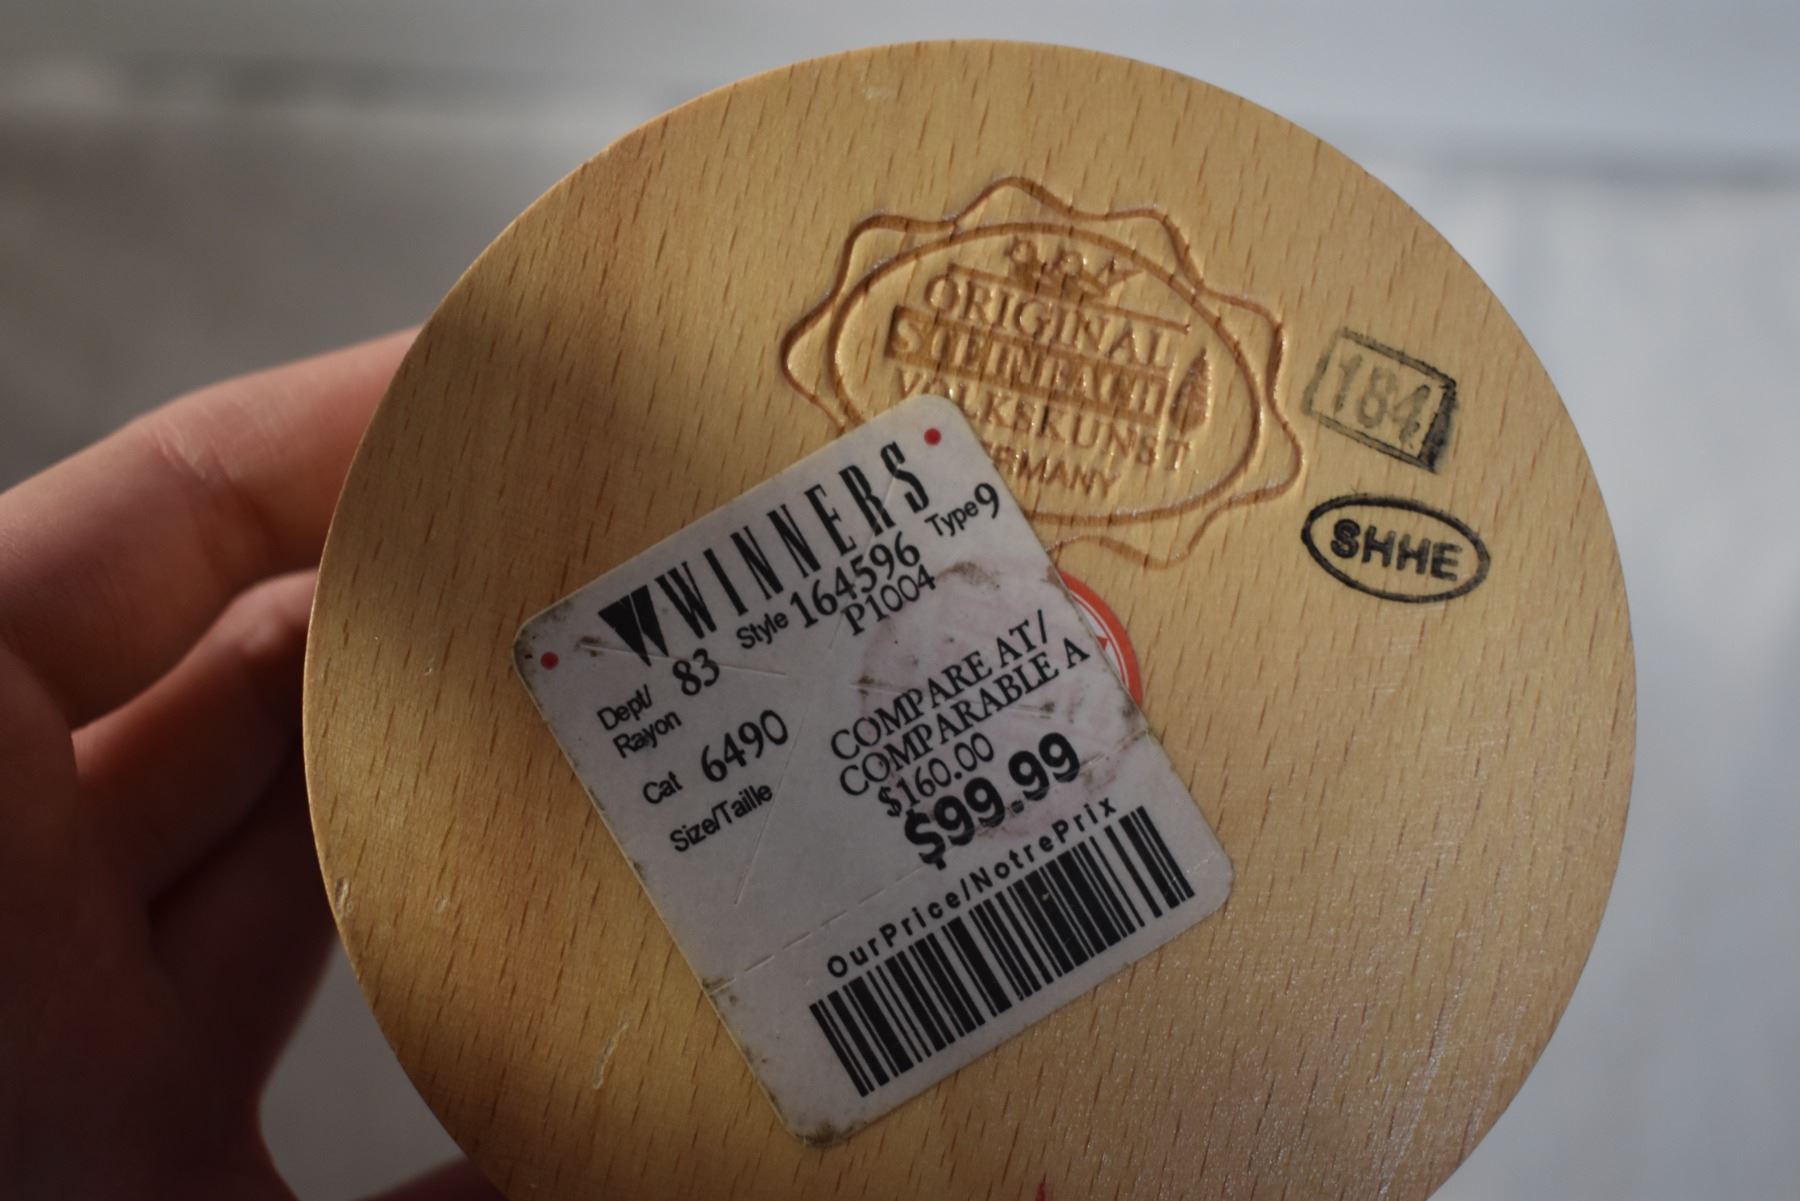 ORIGINAL
STEINBACH
VOLKSKUNST
GERMANY
184
SHHE
WINNERS
Style 164596 Type 9
P1004
Dept/
Rayon 83
Cat 6490
Size/Taille
COMPARE AT/
COMPARABLE A
$160.00
$99.99
OurPrice/NotrePrix